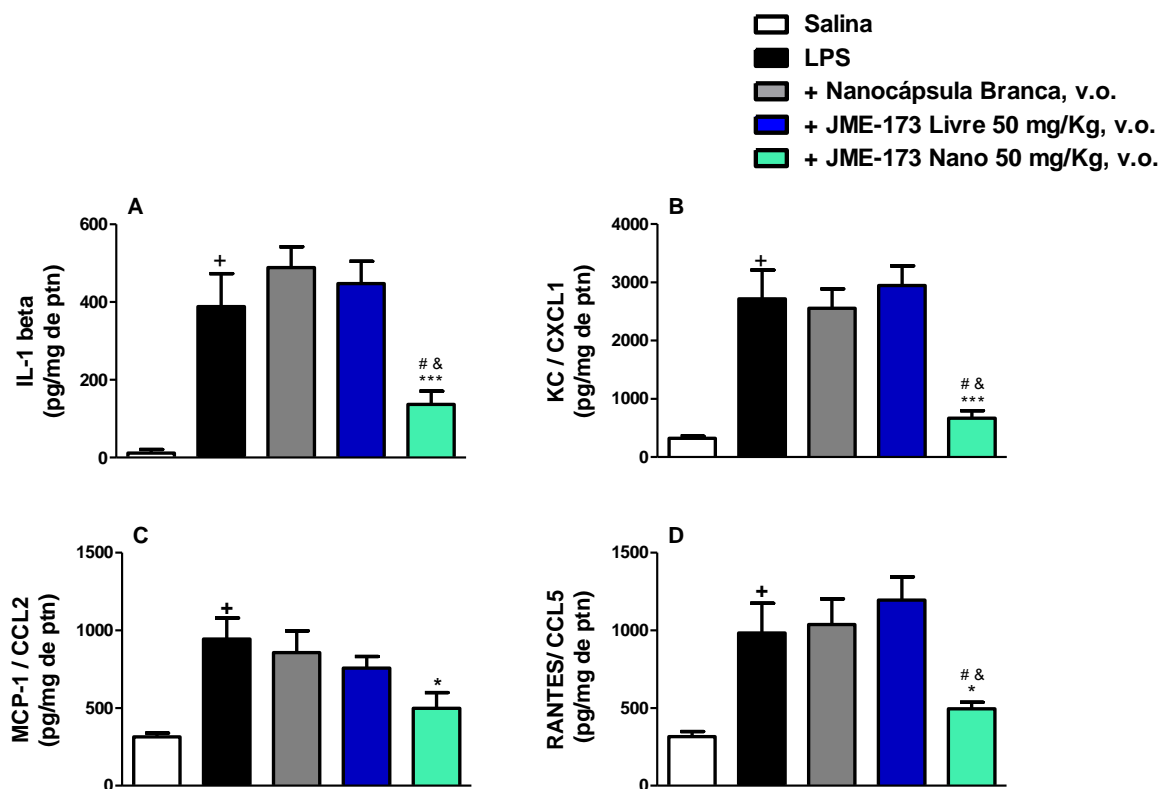 Salina
LPS
+ Nanocápsula Branca, v.o.
+ JME-173 Livre 50 mg/Kg, v.o.
+ JME-173 Nano 50 mg/Kg, v.o.
A
IL-1 beta
(pg/mg de ptn)
600
400
200
0
+
# &
***
B
KC / CXCL1
(pg/mg de ptn)
4000
3000
2000
1000
0
+
# &
***
C
MCP-1 / CCL2
(pg/mg de ptn)
1500
1000
500
0
+
*
D
RANTES/ CCL5
(pg/mg de ptn)
1500
1000
500
0
+
# &
*